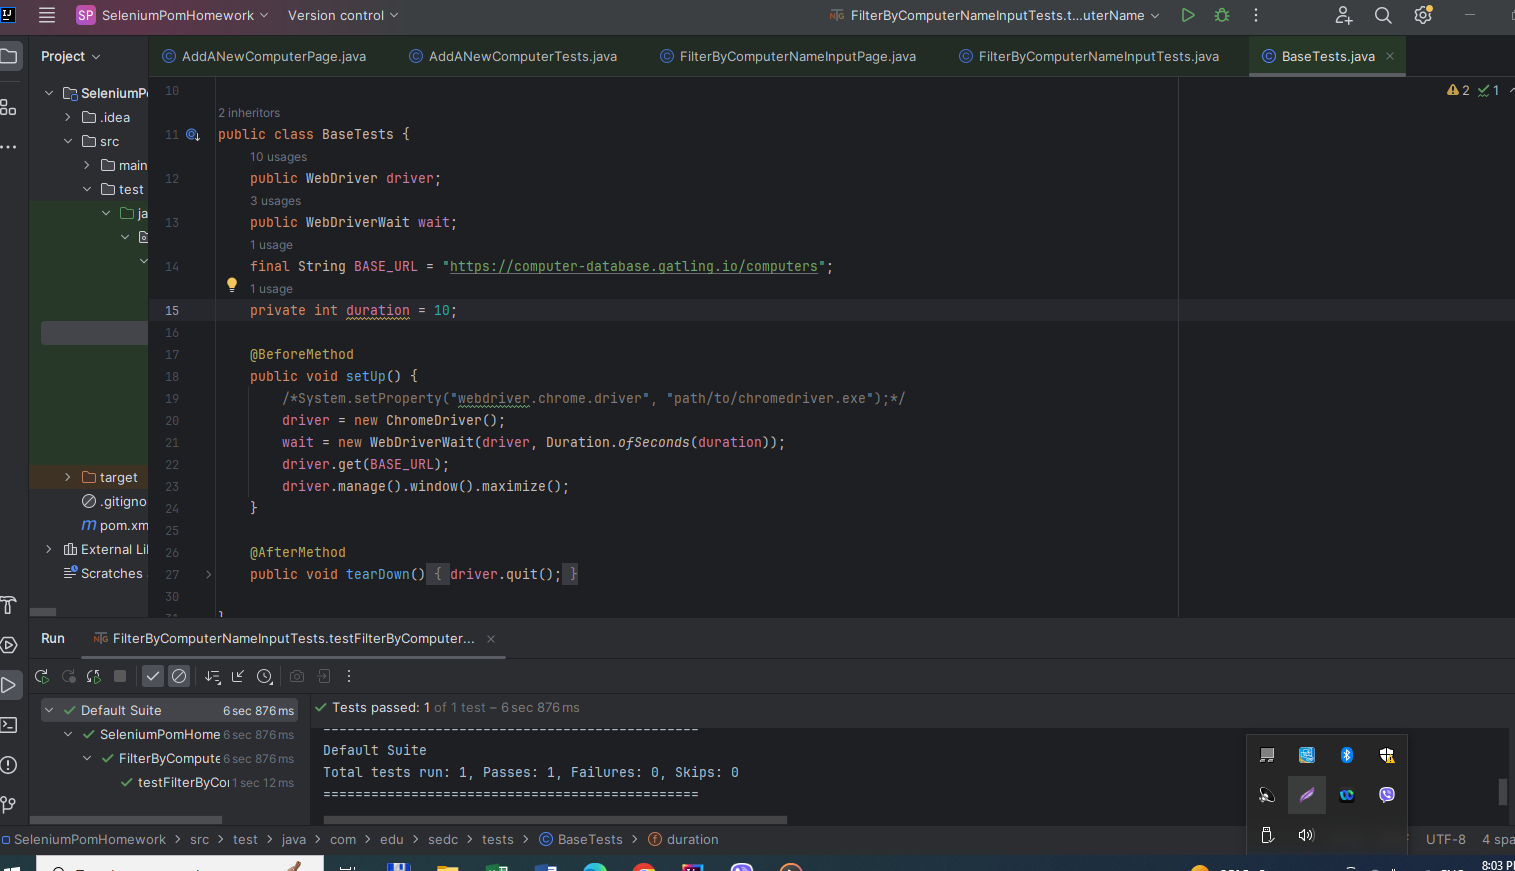 SP SeleniumPomHomework Version control FilterByComputerNameInputTests.t...uterName
Project
AddANewComputerPage.java AddANewComputerTests.java FilterByComputerNameInputPage.java FilterByComputerNameInputTests.java BaseTests.java
SeleniumPo
.idea
src
main
test
ja
target
.gitigno
pom.xm
External Lil
Scratches
2 1
10
2 inheritors
11 public class BaseTests {
10 usages
12 public WebDriver driver;
3 usages
13 public WebDriverWait wait;
1 usage
14 final String BASE_URL = "https://computer-database.gatling.io/computers";
1 usage
15 private int duration = 10;
16
17 @BeforeMethod
18 public void setUp() {
19 /*System.setProperty("webdriver.chrome.driver", "path/to/chromedriver.exe");*/
20 driver = new ChromeDriver();
21 wait = new WebDriverWait(driver, Duration.ofSeconds(duration));
22 driver.get(BASE_URL);
23 driver.manage().window().maximize();
24 }
25
26 @AfterMethod
27 public void tearDown() { driver.quit(); }
30
Run FilterByComputerNameInputTests.testFilterByComputer...
Default Suite 6 sec 876 ms
SeleniumPomHome 6 sec 876 ms
FilterByCompute 6 sec 876 ms
testFilterByCo 1 sec 12 ms
Tests passed: 1 of 1 test – 6 sec 876 ms
===============================================
Default Suite
Total tests run: 1, Passes: 1, Failures: 0, Skips: 0
===============================================
SeleniumPomHomework > src > test > java > com > edu > sedc > tests > BaseTests > duration
UTF-8 4 spa
8:03 P